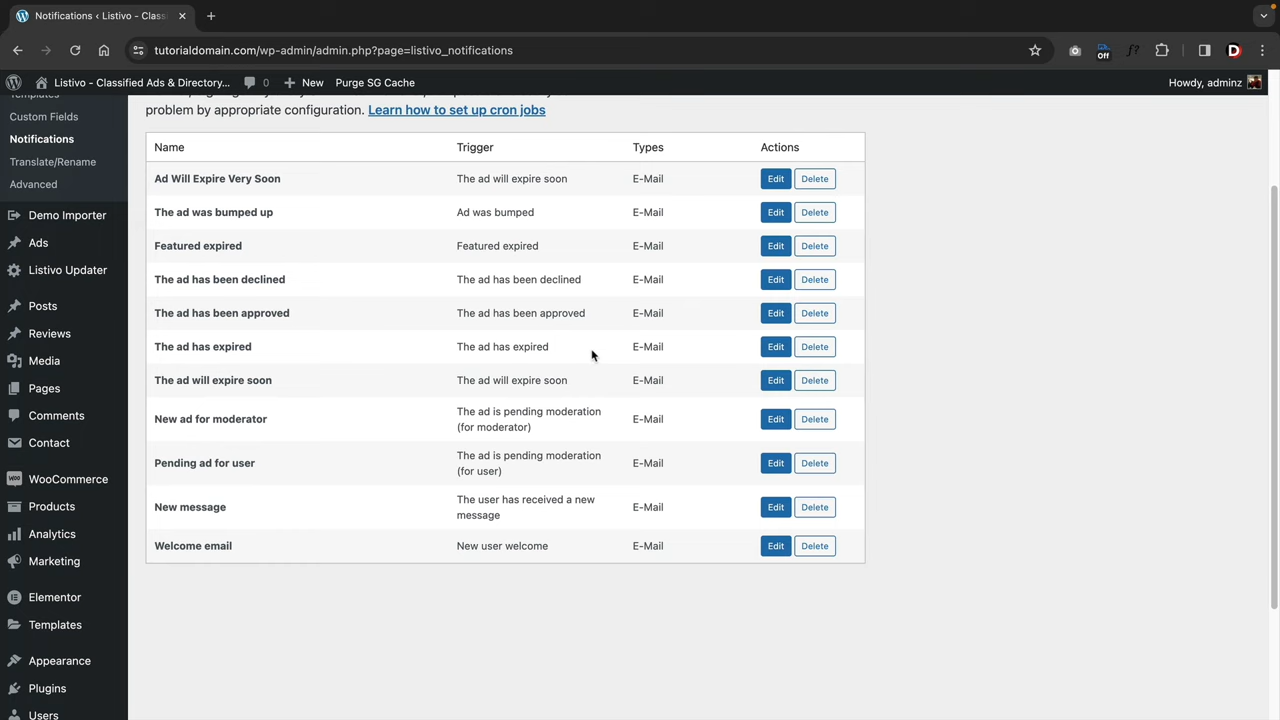 Notifications ‹ Listivo – Class
tutorialdomain.com/wp-admin/admin.php?page=listivo_notifications
Off
f?
D
Listivo – Classified Ads & Directory...
0
New
Purge SG Cache
Howdy, adminz
Templates
Custom Fields
Notifications
Translate/Rename
Advanced
Demo Importer
Ads
Listivo Updater
Posts
Reviews
Media
Pages
Comments
Contact
WooCommerce
Products
Analytics
Marketing
Elementor
Templates
Appearance
Plugins
Users
problem by appropriate configuration. Learn how to set up cron jobs
Name Trigger Types Actions
Ad Will Expire Very Soon The ad will expire soon E-Mail Edit Delete
The ad was bumped up Ad was bumped E-Mail Edit Delete
Featured expired Featured expired E-Mail Edit Delete
The ad has been declined The ad has been declined E-Mail Edit Delete
The ad has been approved The ad has been approved E-Mail Edit Delete
The ad has expired The ad has expired E-Mail Edit Delete
The ad will expire soon The ad will expire soon E-Mail Edit Delete
New ad for moderator The ad is pending moderation
(for moderator) E-Mail Edit Delete
Pending ad for user The ad is pending moderation
(for user) E-Mail Edit Delete
New message The user has received a new
message E-Mail Edit Delete
Welcome email New user welcome E-Mail Edit Delete